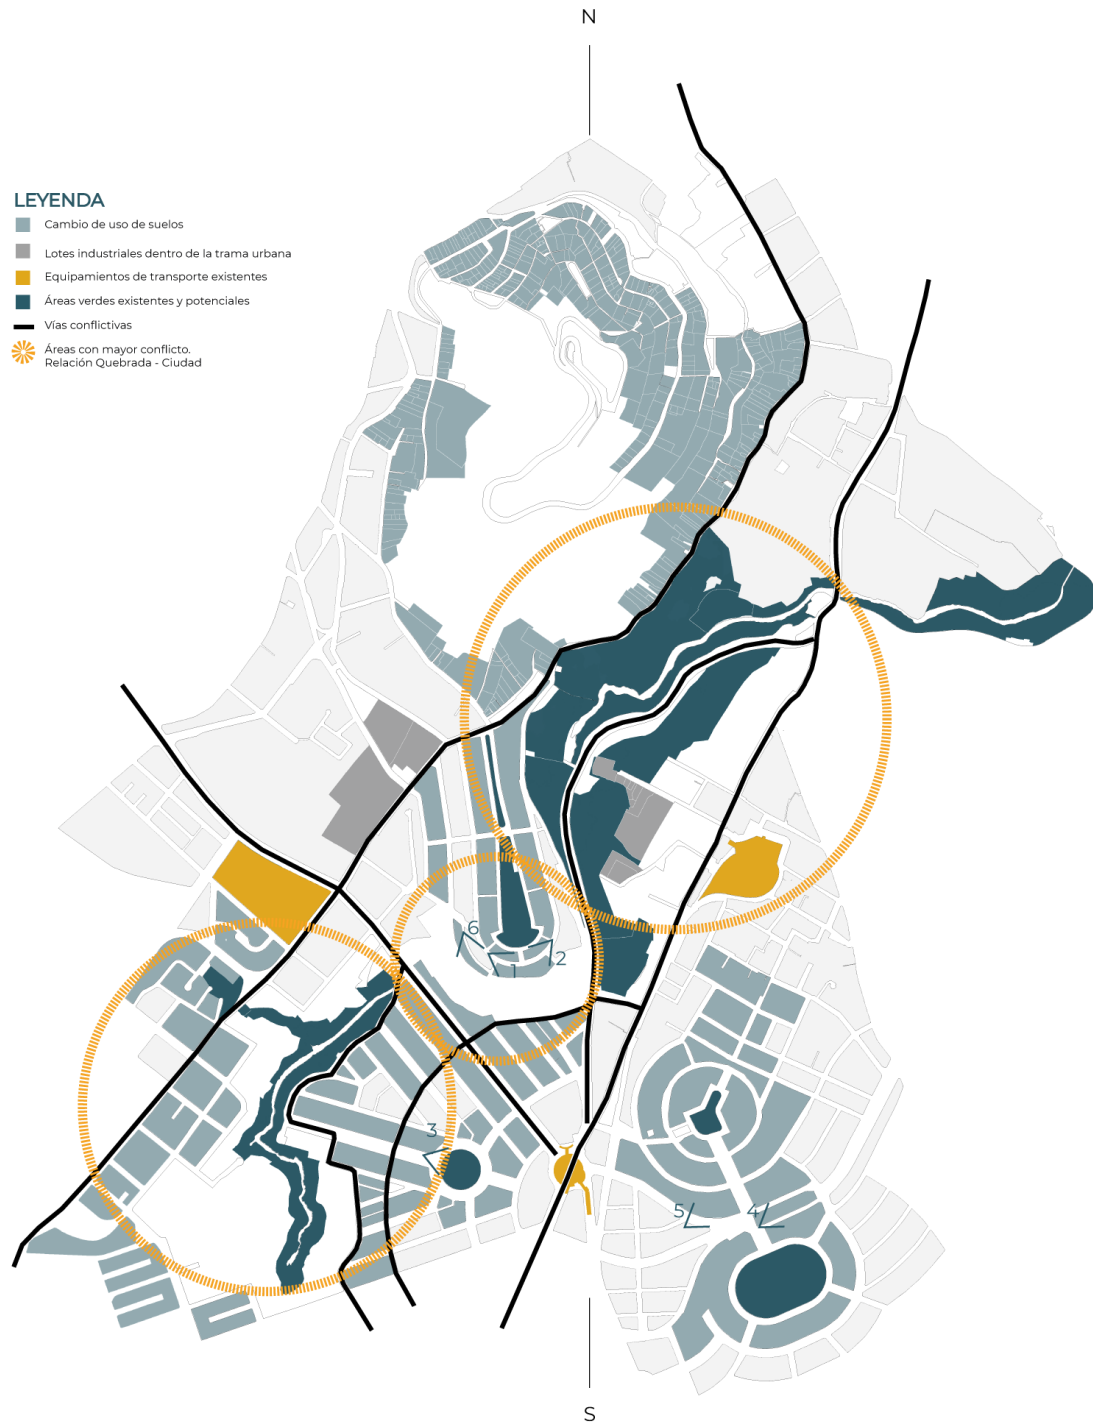 N
LEYENDA
Cambio de uso de suelos
Lotes industriales dentro de la trama urbana
Equipamientos de transporte existentes
Áreas verdes existentes y potenciales
Vías conflictivas
Áreas con mayor conflicto.
Relación Quebrada - Ciudad
6
2
1
3
5
4
S